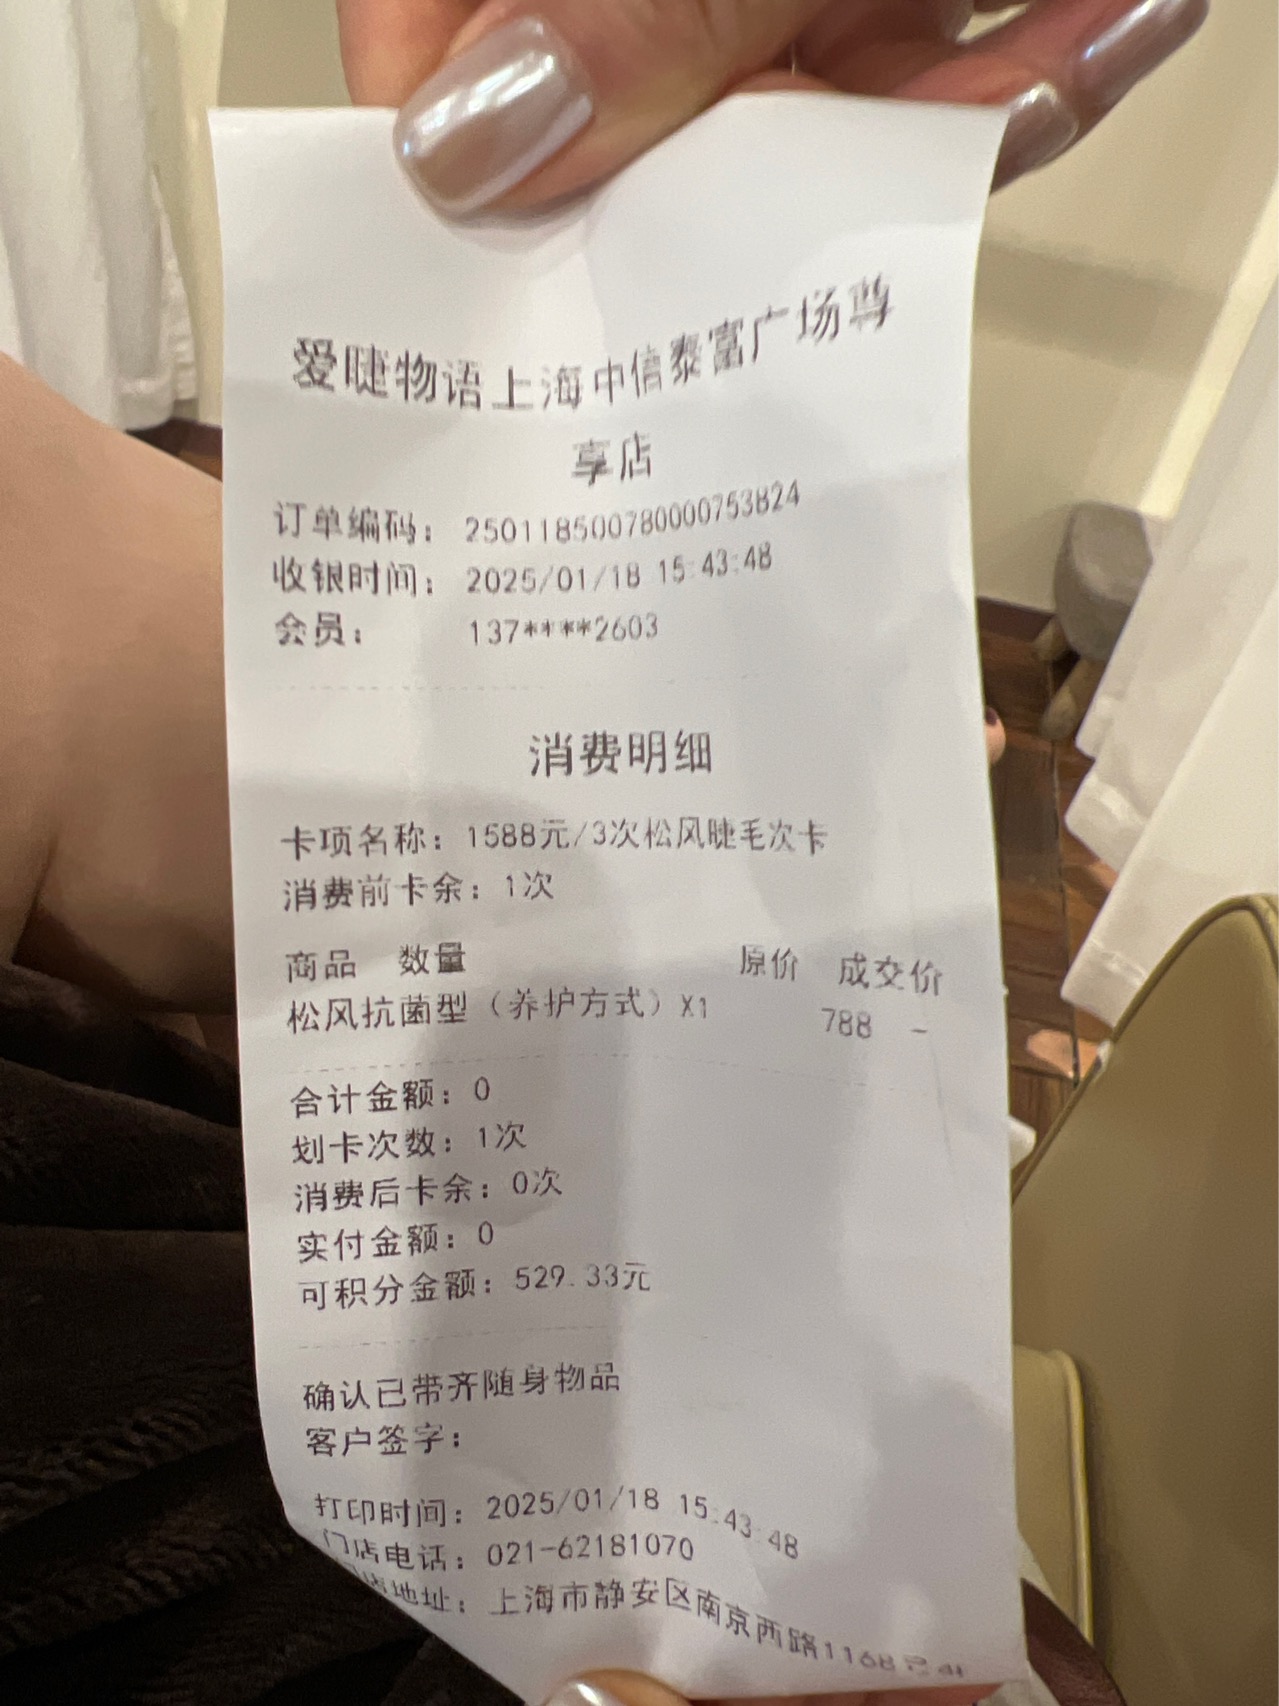 爱睫物语上海中信泰富广场尊
享店
订单编码： 250118500780000753824
收银时间： 2025/01/18 15:43:48
会员： 137****2603
消费明细
卡项名称：1588元/3次松风睫毛次卡
消费前卡余：1次
商品 数量 原价 成交价
松风抗菌型（养护方式）X1 788 -
合计金额：0
划卡次数：1次
消费后卡余：0次
实付金额：0
可积分金额：529.33元
确认已带齐随身物品
客户签字：
打印时间：2025/01/18 15:43:48
门店电话：021-62181070
门店地址：上海市静安区南京西路1168号